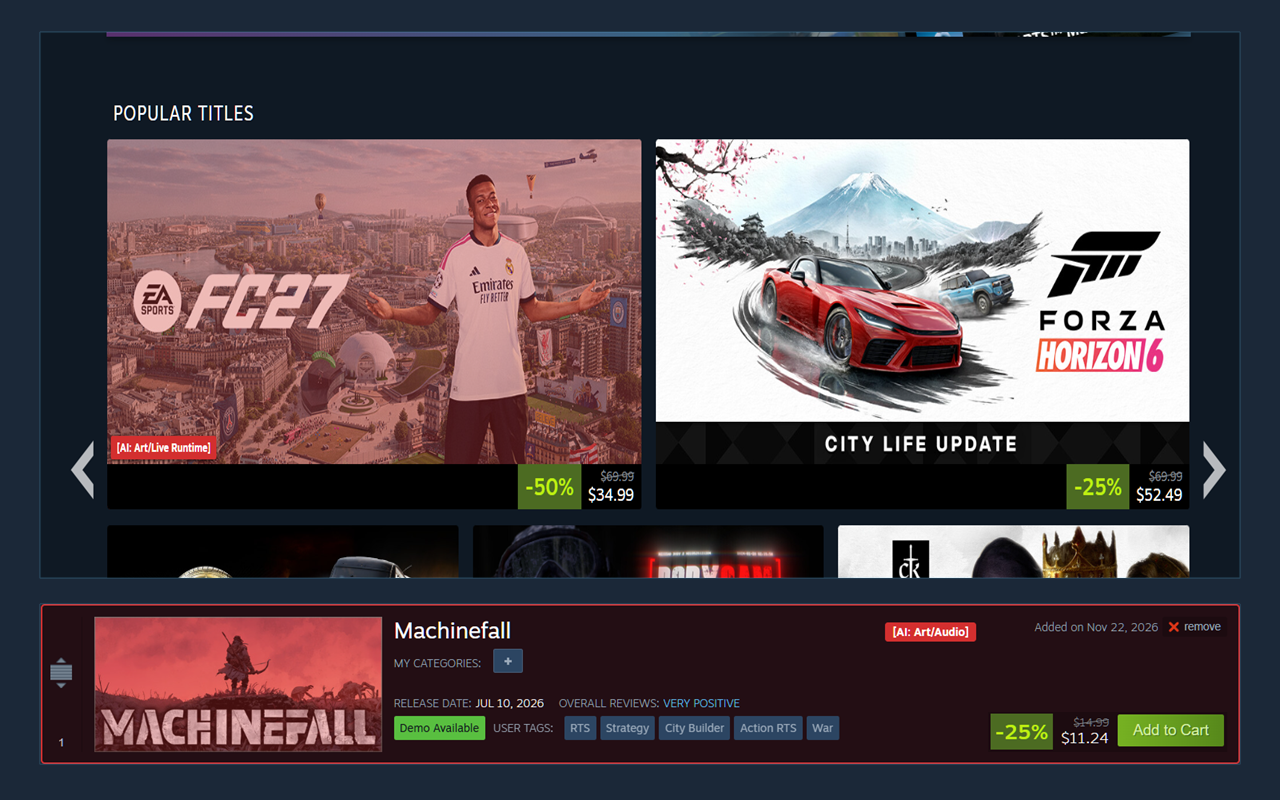 POPULAR TITLES
EA
SPORTS
FC27
Emirates
FLY BETTER
[AI: Art/Live Runtime]
-50%
$69.99
$34.99
FORZA
HORIZON 6
CITY LIFE UPDATE
-25%
$69.99
$52.49
BODYCAM
CK
Machinefall
[AI: Art/Audio]
Added on Nov 22, 2026
remove
MY CATEGORIES:
+
MACHINEFALL
RELEASE DATE: JUL 10, 2026 OVERALL REVIEWS: VERY POSITIVE
Demo Available USER TAGS: RTS Strategy City Builder Action RTS War
1
-25%
$14.99
$11.24
Add to Cart